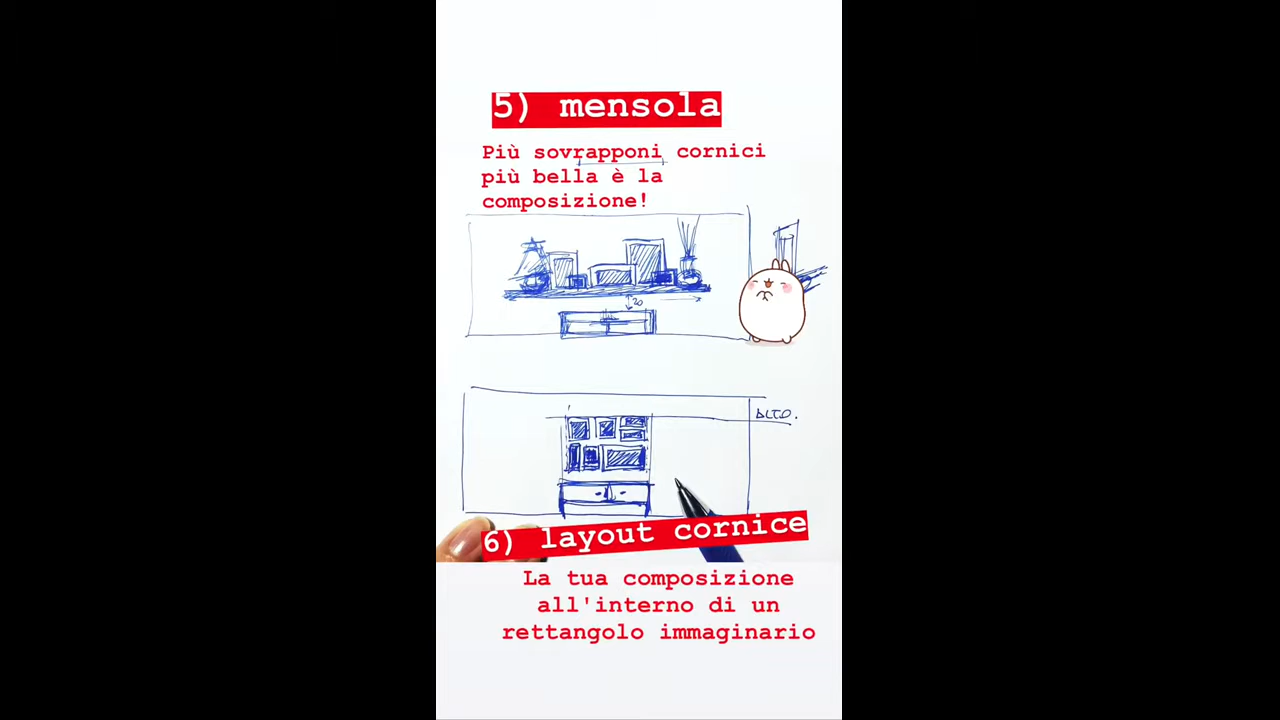 5) mensola
Più sovrapponi cornici
più bella è la
composizione!
20
ALTO.
6) layout cornice
La tua composizione
all'interno di un
rettangolo immaginario